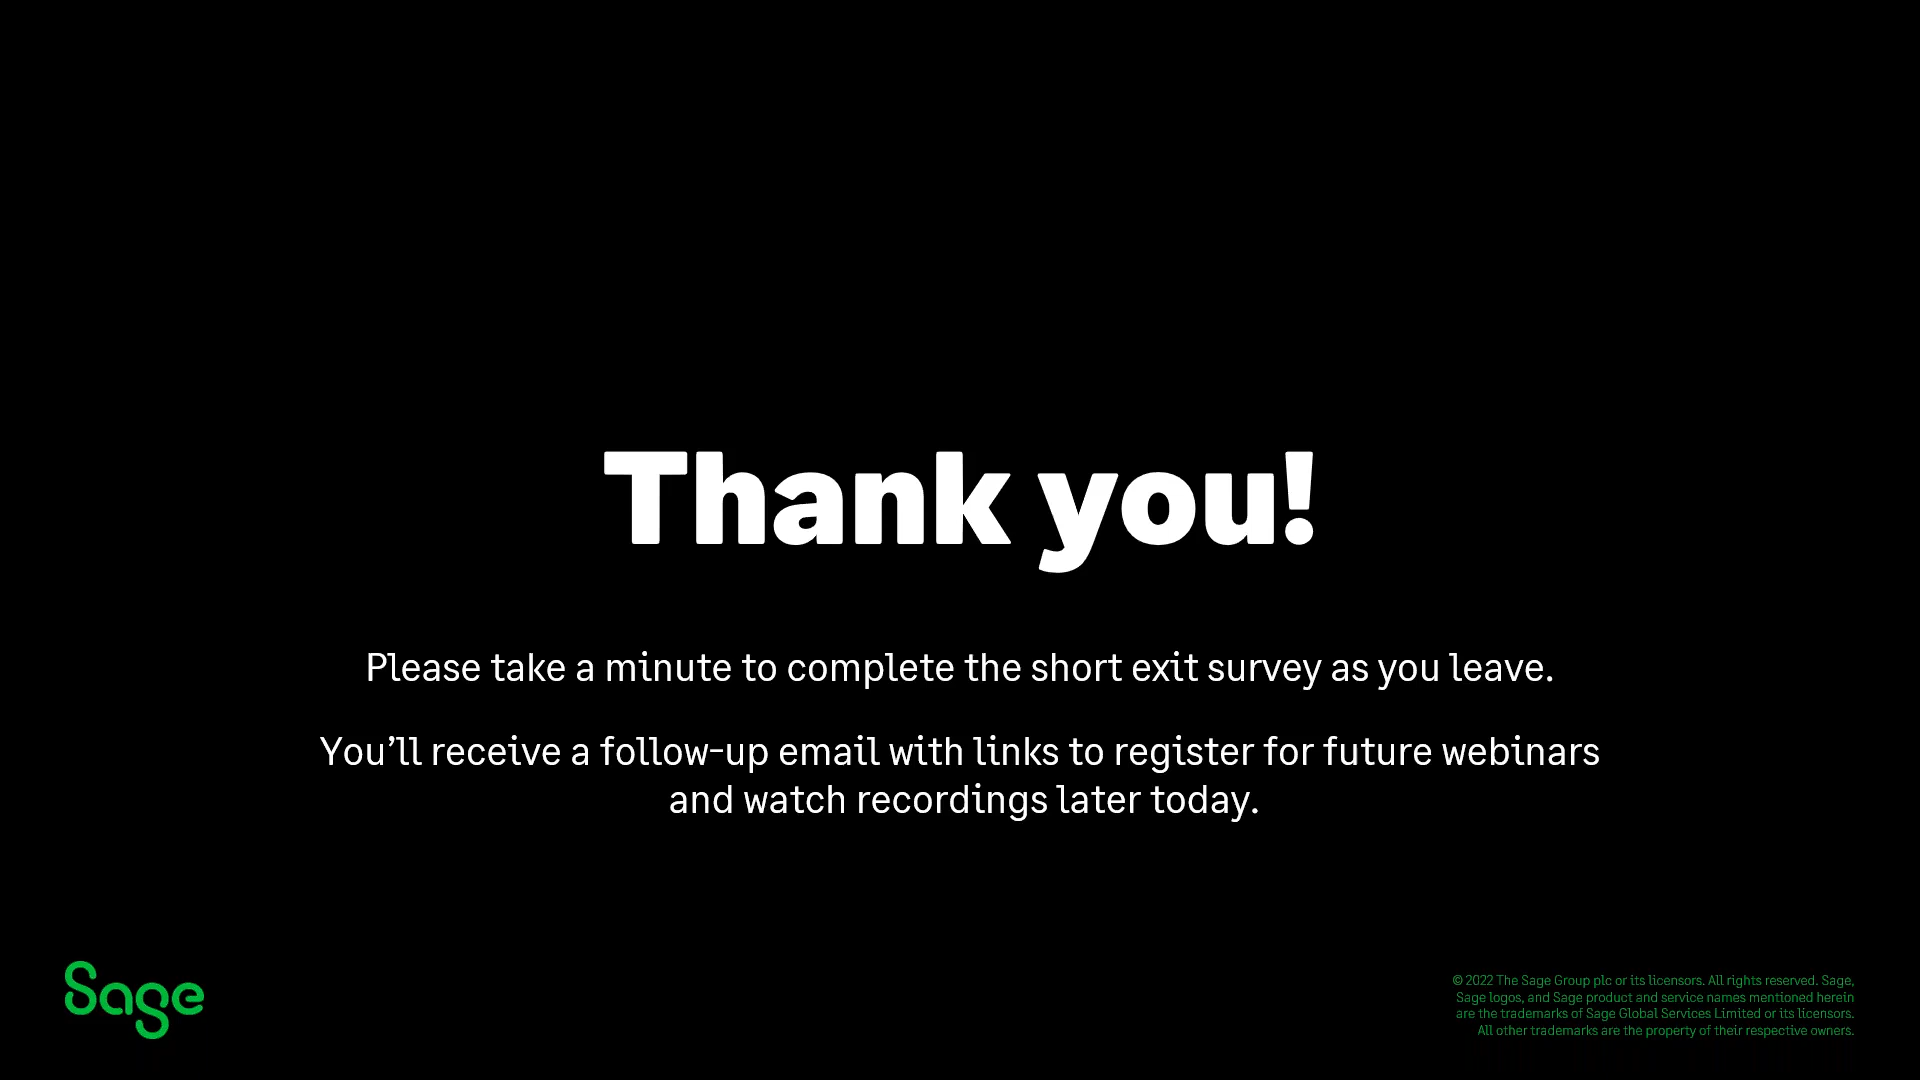 Thank you!
Please take a minute to complete the short exit survey as you leave.
You’ll receive a follow-up email with links to register for future webinars
and watch recordings later today.
Sage
© 2022 The Sage Group plc or its licensors. All rights reserved. Sage,
Sage logos, and Sage product and service names mentioned herein
are the trademarks of Sage Global Services Limited or its licensors.
All other trademarks are the property of their respective owners.